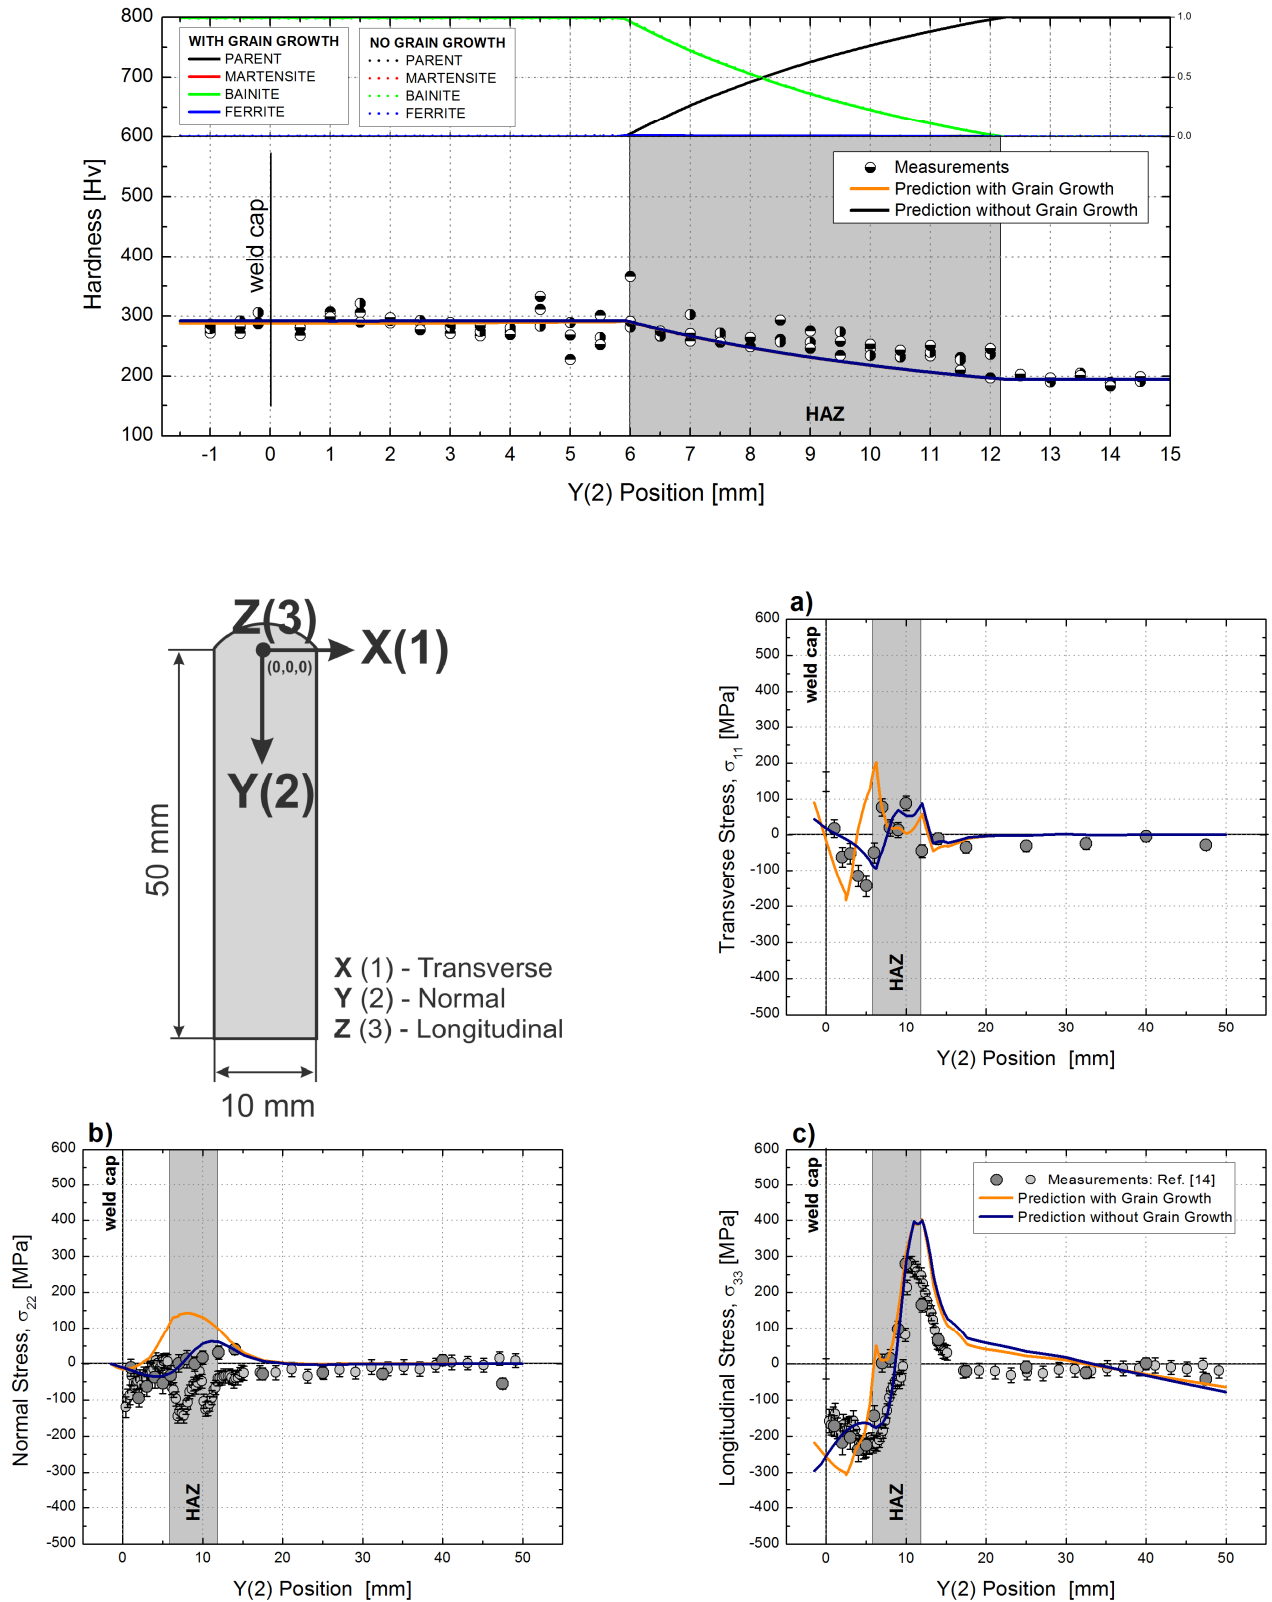 800
700
600
500
400
300
200
100
1.0
0.5
0.0
WITH GRAIN GROWTH
PARENT
MARTENSITE
BAINITE
FERRITE
NO GRAIN GROWTH
PARENT
MARTENSITE
BAINITE
FERRITE
Hardness [Hv]
weld cap
Measurements
Prediction with Grain Growth
Prediction without Grain Growth
HAZ
-1 0 1 2 3 4 5 6 7 8 9 10 11 12 13 14 15
Y(2) Position [mm]
Z(3)
X(1)
(0,0,0)
Y(2)
50 mm
10 mm
X (1) - Transverse
Y (2) - Normal
Z (3) - Longitudinal
a)
600
500
400
300
200
100
0
-100
-200
-300
-400
-500
Transverse Stress, σ11 [MPa]
weld cap
HAZ
0 10 20 30 40 50
Y(2) Position [mm]
b)
600
500
400
300
200
100
0
-100
-200
-300
-400
-500
Normal Stress, σ22 [MPa]
weld cap
HAZ
0 10 20 30 40 50
Y(2) Position [mm]
c)
600
500
400
300
200
100
0
-100
-200
-300
-400
-500
Longitudinal Stress, σ33 [MPa]
weld cap
Measurements: Ref. [14]
Prediction with Grain Growth
Prediction without Grain Growth
HAZ
0 10 20 30 40 50
Y(2) Position [mm]